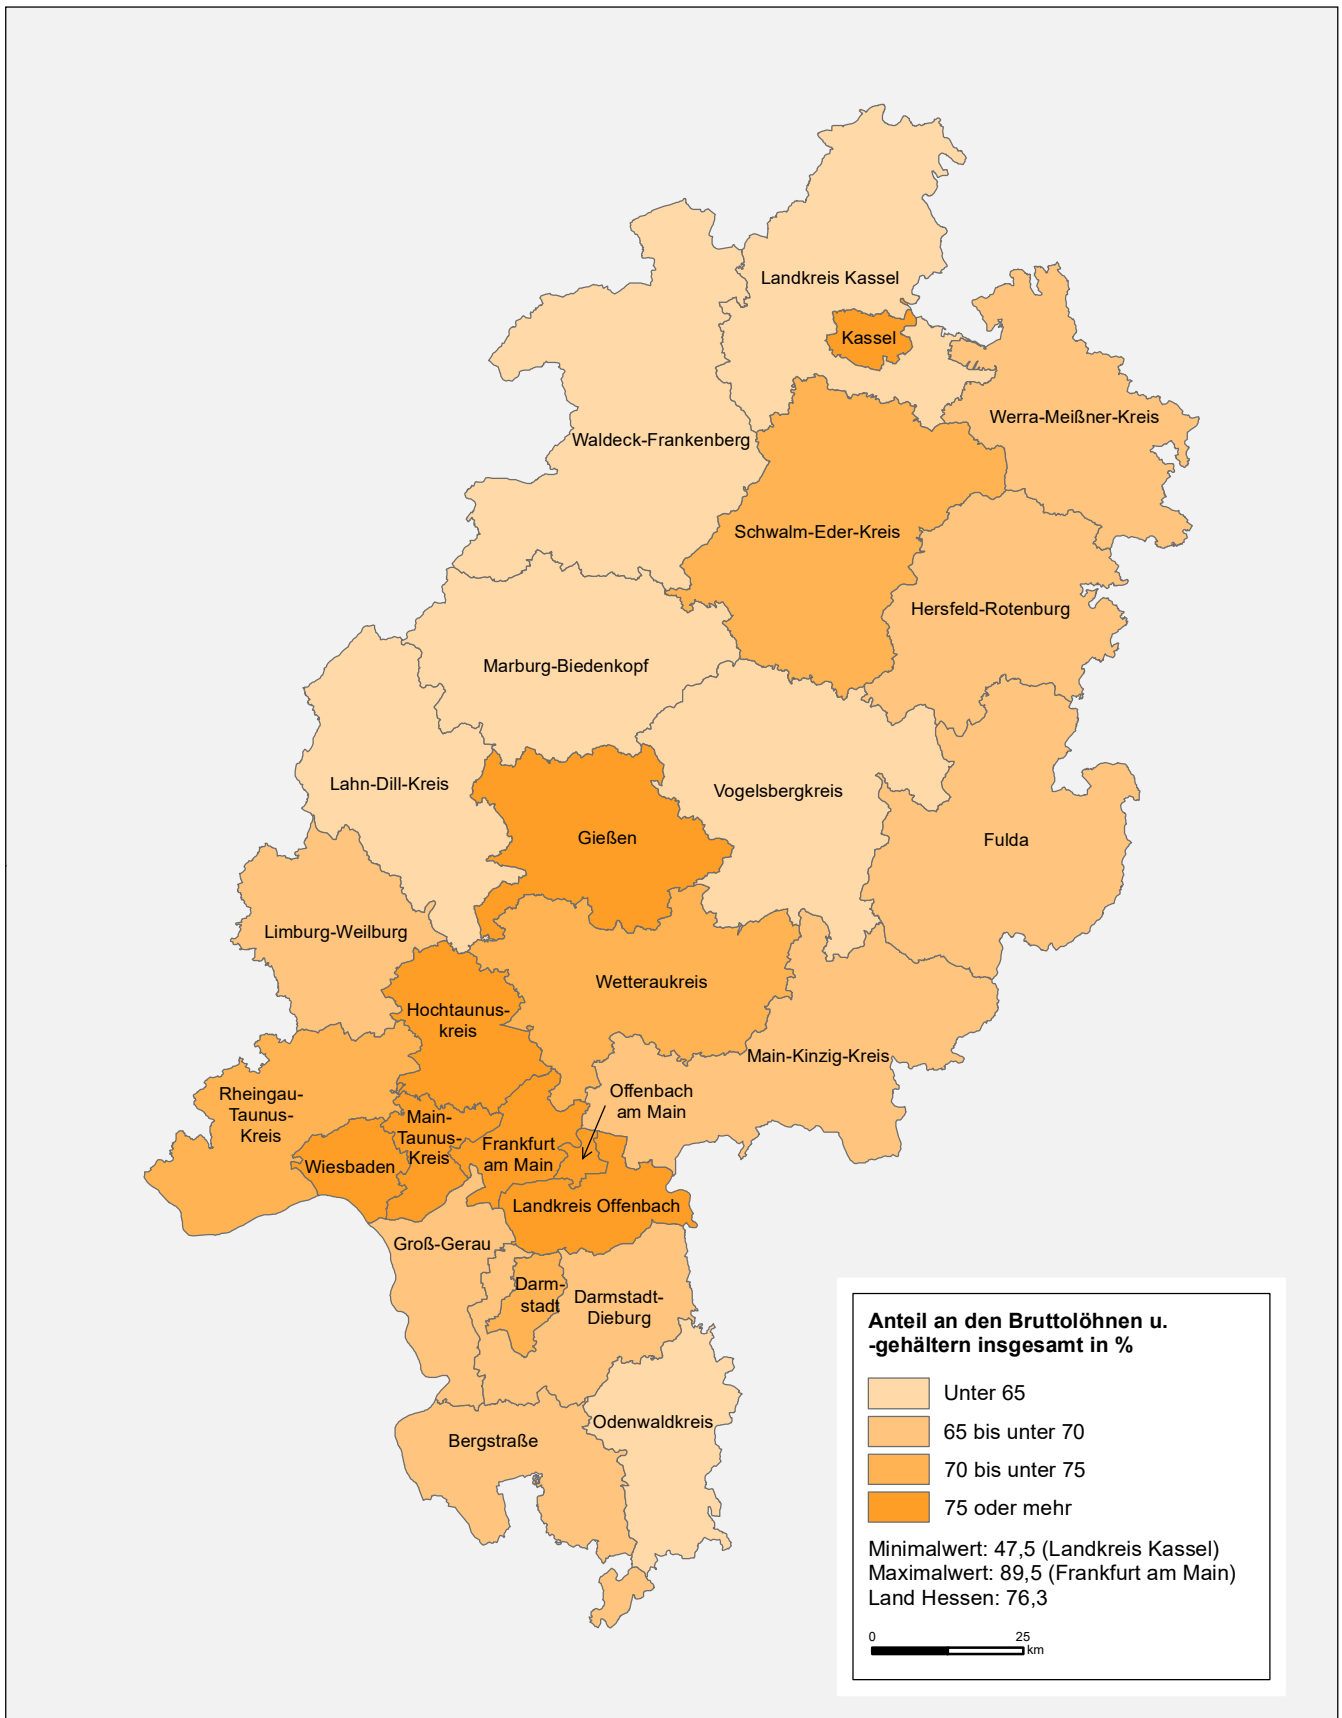 Landkreis Kassel
Kassel
Werra-Meißner-Kreis
Waldeck-Frankenberg
Schwalm-Eder-Kreis
Hersfeld-Rotenburg
Marburg-Biedenkopf
Lahn-Dill-Kreis
Vogelsbergkreis
Gießen
Fulda
Limburg-Weilburg
Wetteraukreis
Hochtaunus-
kreis
Main-Kinzig-Kreis
Rheingau-
Taunus-
Kreis
Offenbach
am Main
Main-
Taunus-
Kreis
Frankfurt
am Main
Wiesbaden
Landkreis Offenbach
Groß-Gerau
Darm-
stadt
Darmstadt-
Dieburg
Odenwaldkreis
Bergstraße
Anteil an den Bruttolöhnen u.
-gehältern insgesamt in %
Unter 65
65 bis unter 70
70 bis unter 75
75 oder mehr
Minimalwert: 47,5 (Landkreis Kassel)
Maximalwert: 89,5 (Frankfurt am Main)
Land Hessen: 76,3
0 25
km